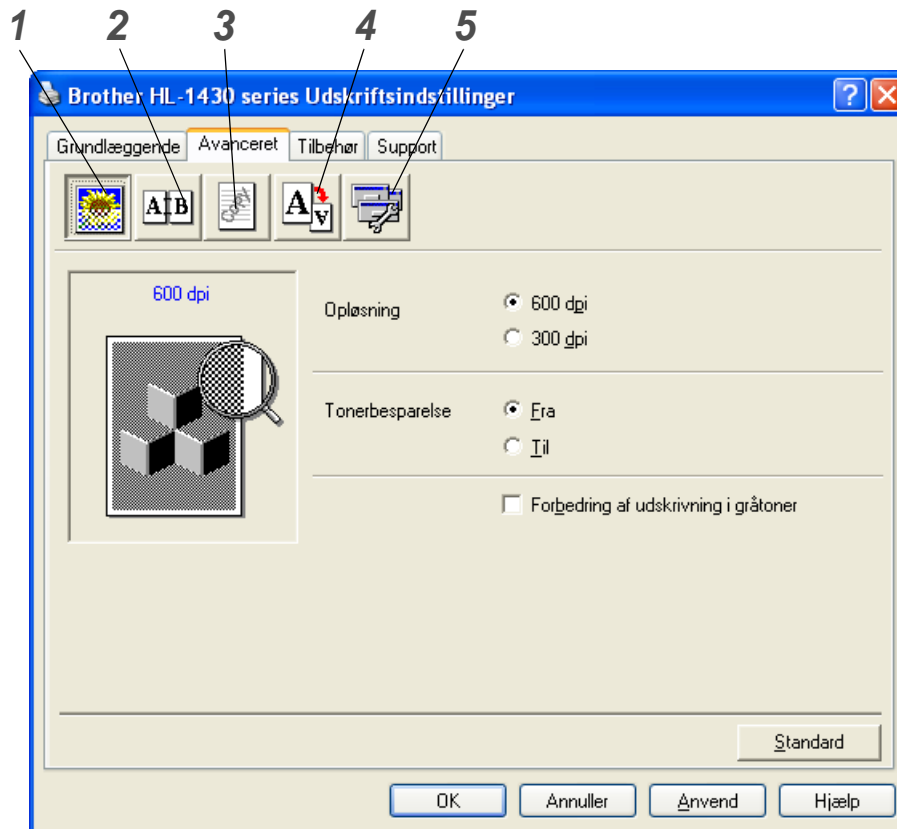 1 2 3 4 5
Brother HL-1430 series Udskriftsindstillinger
Grundlæggende Avanceret Tilbehør Support
A B COPY A A
600 dpi
Opløsning
600 dpi
300 dpi
Tonerbesparelse
Fra
Til
Forbedring af udskrivning i gråtoner
Standard
OK Annuller Anvend Hjælp